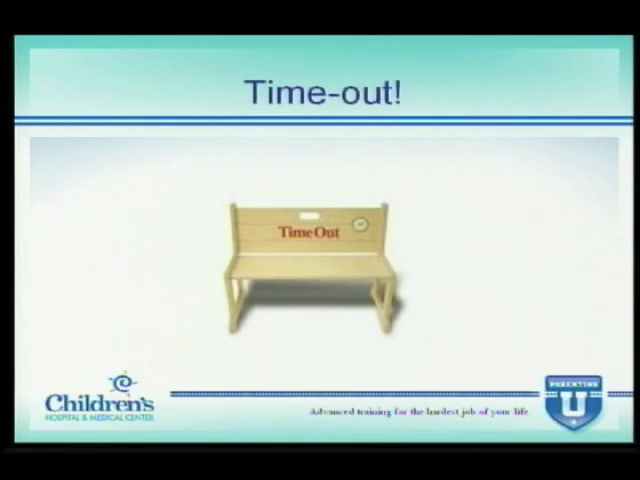 Time-out!
Time Out
Children's
HOSPITAL & MEDICAL CENTER
Advanced training for the hardest job of your life.
PARENTING
U